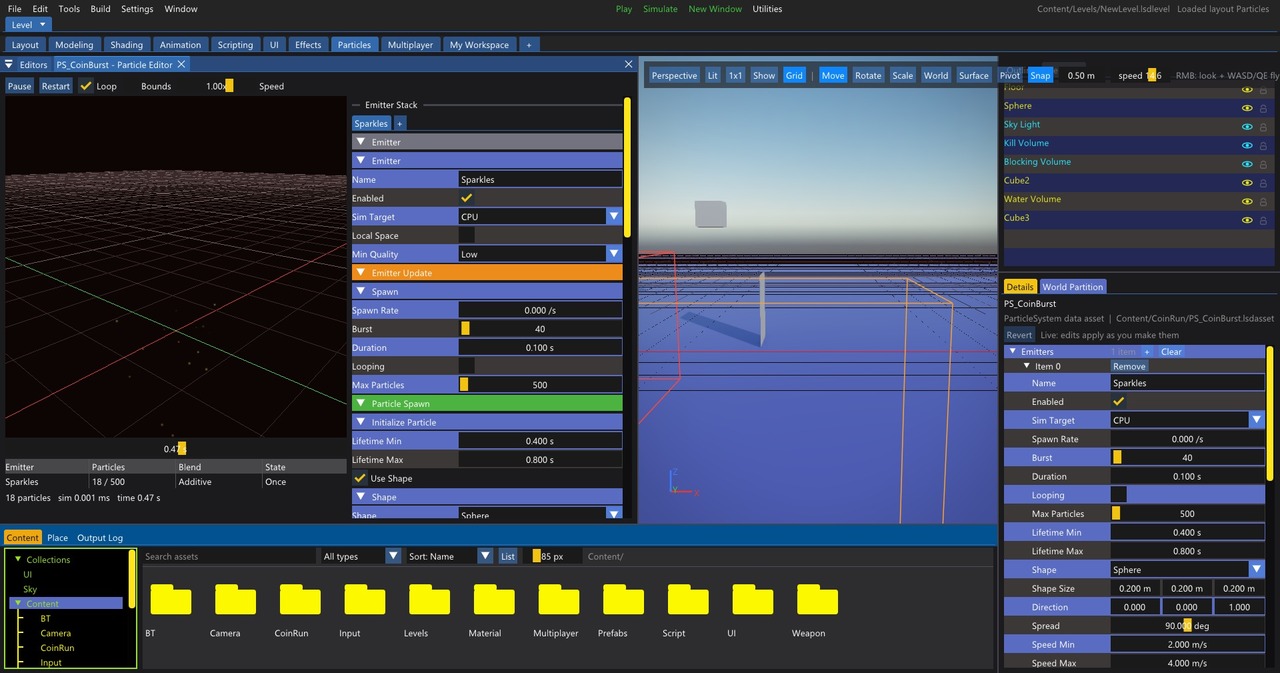 File Edit Tools Build Settings Window Play Simulate New Window Utilities Content/Levels/NewLevel.lsdlevel Loaded layout Particles
Level
Layout Modeling Shading Animation Scripting UI Effects Particles Multiplayer My Workspace +
Editors PS_CoinBurst - Particle Editor
Pause Restart Loop Bounds 1.00x Speed
Emitter Stack
Sparkles +
Emitter
Emitter
Name Sparkles
Enabled
Sim Target CPU
Local Space
Min Quality Low
Emitter Update
Spawn
Spawn Rate 0.000 /s
Burst 40
Duration 0.100 s
Looping
Max Particles 500
Particle Spawn
Initialize Particle
Lifetime Min 0.400 s
Lifetime Max 0.800 s
Use Shape
Shape
Shape Sphere
0.47 s
Emitter Particles Blend State
Sparkles 18 / 500 Additive Once
18 particles sim 0.001 ms time 0.47 s
Perspective Lit 1x1 Show Grid | Move Rotate Scale World Surface Pivot Snap 0.50 m speed 14.6 RMB: look + WASD/QE fly
Z
Y
X
Floor
Sphere
Sky Light
Kill Volume
Blocking Volume
Cube2
Water Volume
Cube3
Details World Partition
PS_CoinBurst
ParticleSystem data asset | Content/CoinRun/PS_CoinBurst.lsdasset
Revert Live: edits apply as you make them
Emitters 1 item + Clear
Item 0 Remove
Name Sparkles
Enabled
Sim Target CPU
Spawn Rate 0.000 /s
Burst 40
Duration 0.100 s
Looping
Max Particles 500
Lifetime Min 0.400 s
Lifetime Max 0.800 s
Shape Sphere
Shape Size 0.200 m 0.200 m 0.200 m
Direction 0.000 0.000 1.000
Spread 90.000 deg
Speed Min 2.000 m/s
Speed Max 4.000 m/s
Content Place Output Log
Collections
UI
Sky
Content
BT
Camera
CoinRun
Input
Search assets All types Sort: Name List 85 px Content/
BT Camera CoinRun Input Levels Material Multiplayer Prefabs Script UI Weapon